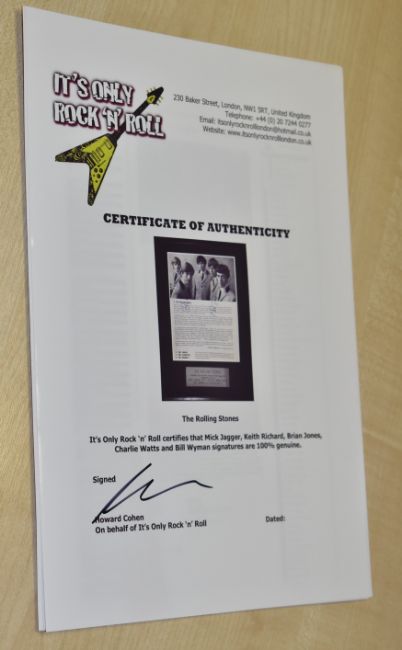 IT'S ONLY
ROCK 'N' ROLL
230 Baker Street, London, NW1 5RT, United Kingdom
Telephone: +44 (0) 20 7244 0277
Email: itsonlyrocknrolllondon@hotmail.co.uk
Website: www.itsonlyrocknrolllondon.co.uk
CERTIFICATE OF AUTHENTICITY
The Rolling Stones
It's Only Rock 'n' Roll certifies that Mick Jagger, Keith Richard, Brian Jones,
Charlie Watts and Bill Wyman signatures are 100% genuine.
Signed
Howard Cohen
On behalf of It's Only Rock 'n' Roll
Dated: